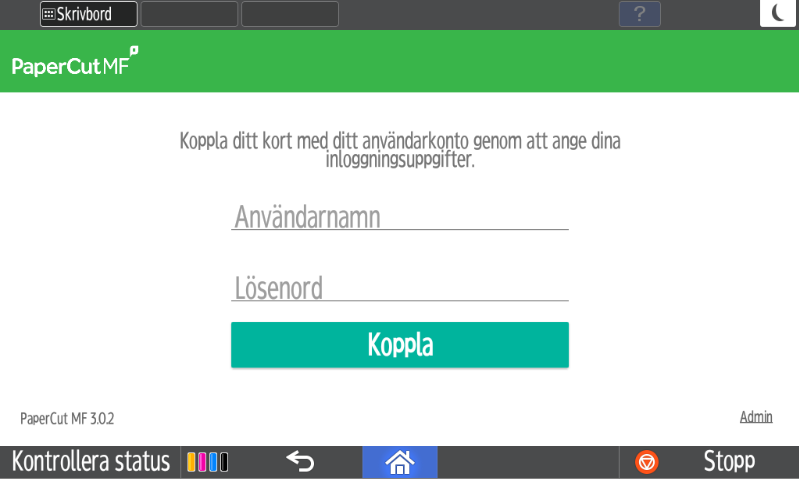 Skrivbord
?
PaperCut MF
Koppla ditt kort med ditt användarkonto genom att ange dina
inloggningsuppgifter.
Användarnamn
Lösenord
Koppla
PaperCut MF 3.0.2
Admin
Kontrollera status
Stopp